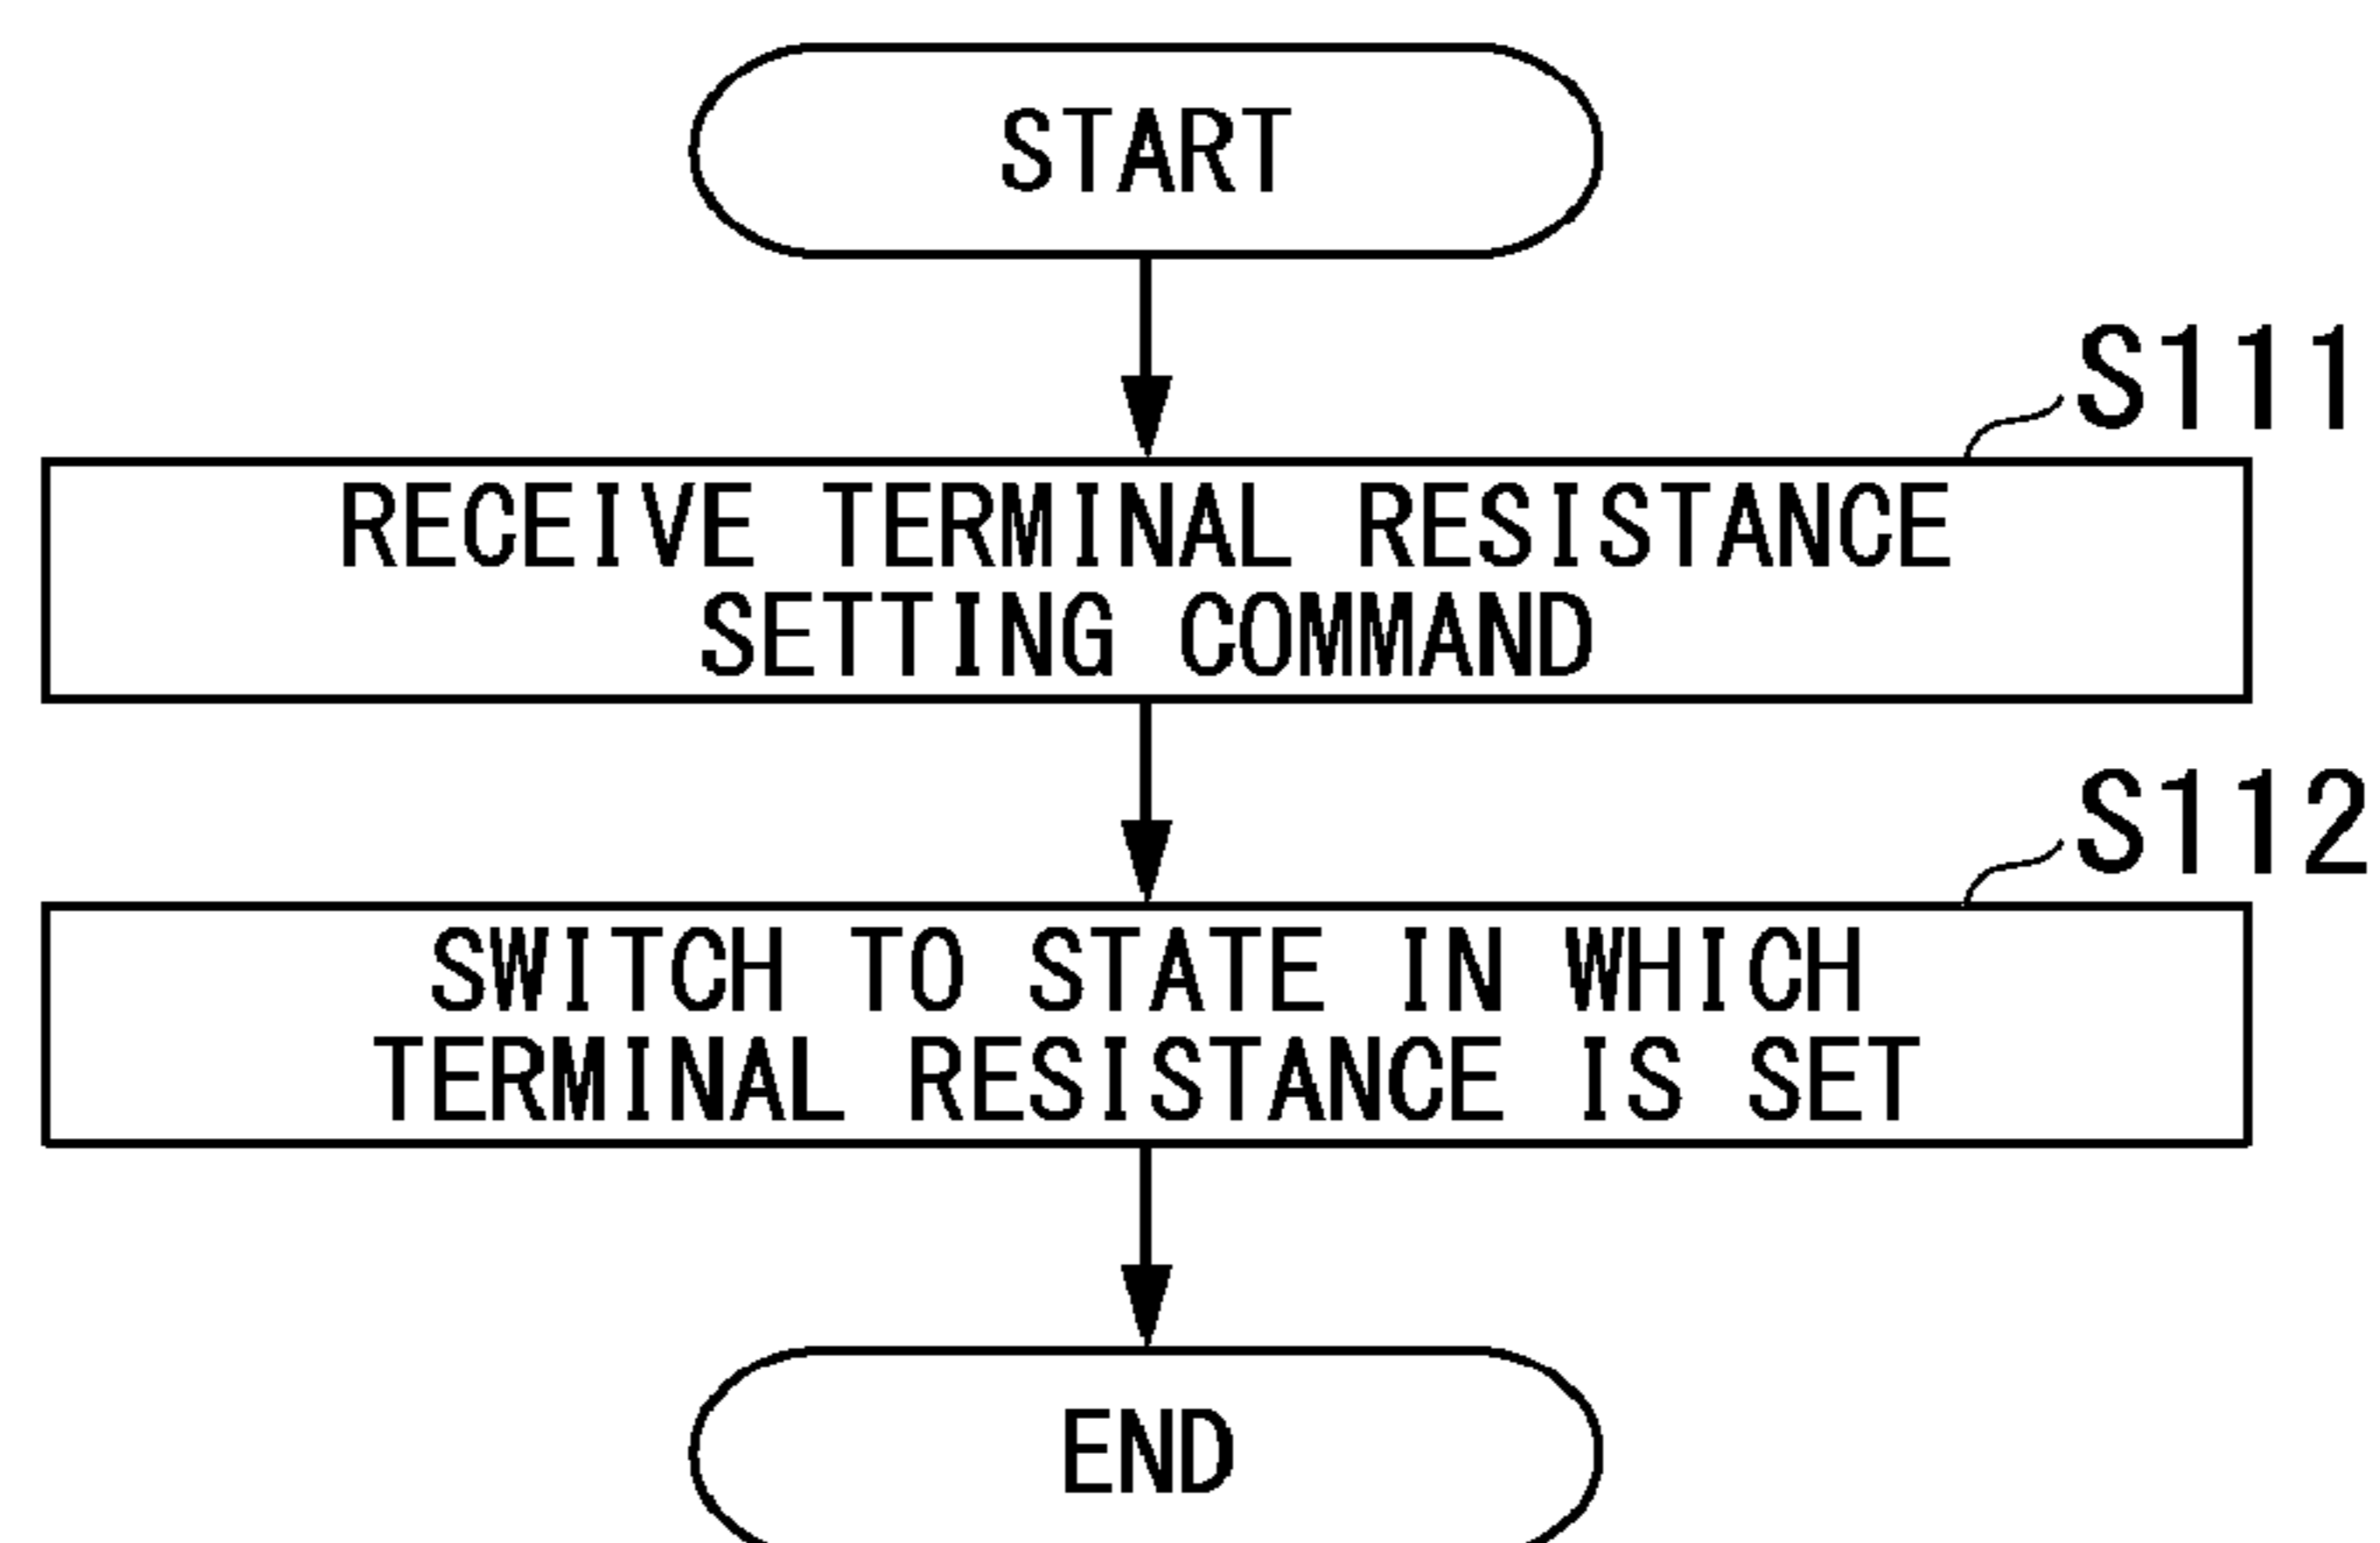 START
S111
RECEIVE TERMINAL RESISTANCE
SETTING COMMAND
S112
SWITCH TO STATE IN WHICH
TERMINAL RESISTANCE IS SET
END